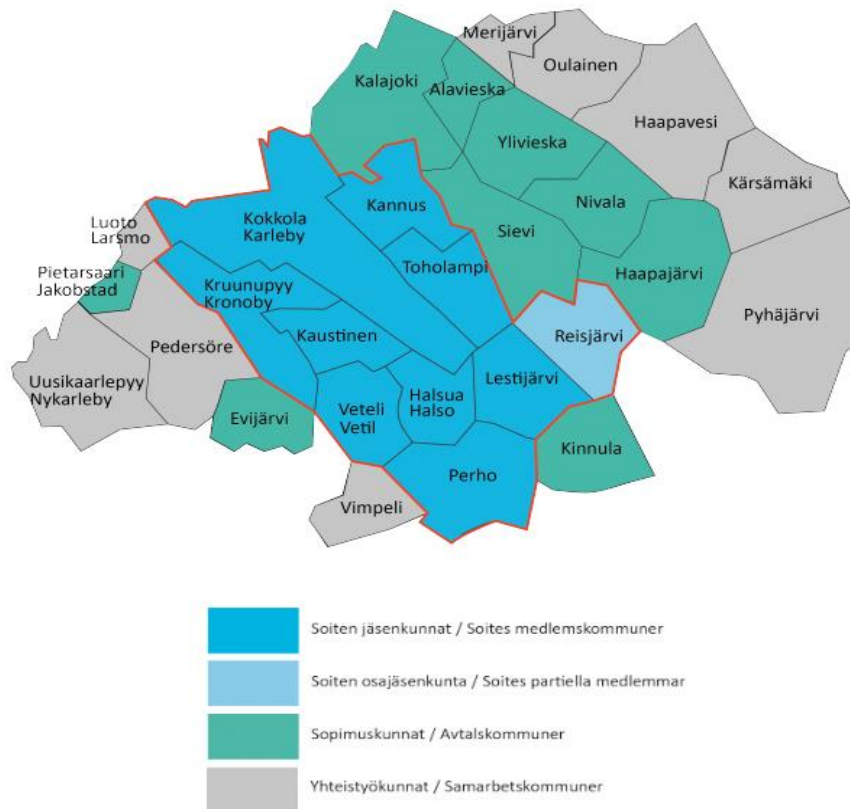 Merijärvi
Oulainen
Kalajoki
Alavieska
Haapavesi
Ylivieska
Kärsämäki
Kannus
Nivala
Luoto
Larsmo
Kokkola
Karleby
Sievi
Toholampi
Haapajärvi
Pietarsaari
Jakobstad
Kruunupyy
Kronoby
Pyhäjärvi
Kaustinen
Reisjärvi
Pedersöre
Uusikaarlepyy
Nykarleby
Lestijärvi
Halsua
Halso
Evijärvi
Veteli
Vetil
Kinnula
Perho
Vimpeli
Soiten jäsenkunnat / Soites medlemskommuner
Soiten osajäsenkunta / Soites partiella medlemmar
Sopimuskunnat / Avtalskommuner
Yhteistyökunnat / Samarbetskommuner